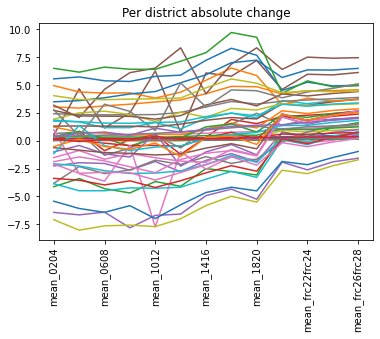 Per district absolute change
10.0
7.5
5.0
2.5
0.0
−2.5
−5.0
−7.5
mean_0204
mean_0608
mean_1012
mean_1416
mean_1820
mean_frc22frc24
mean_frc26frc28